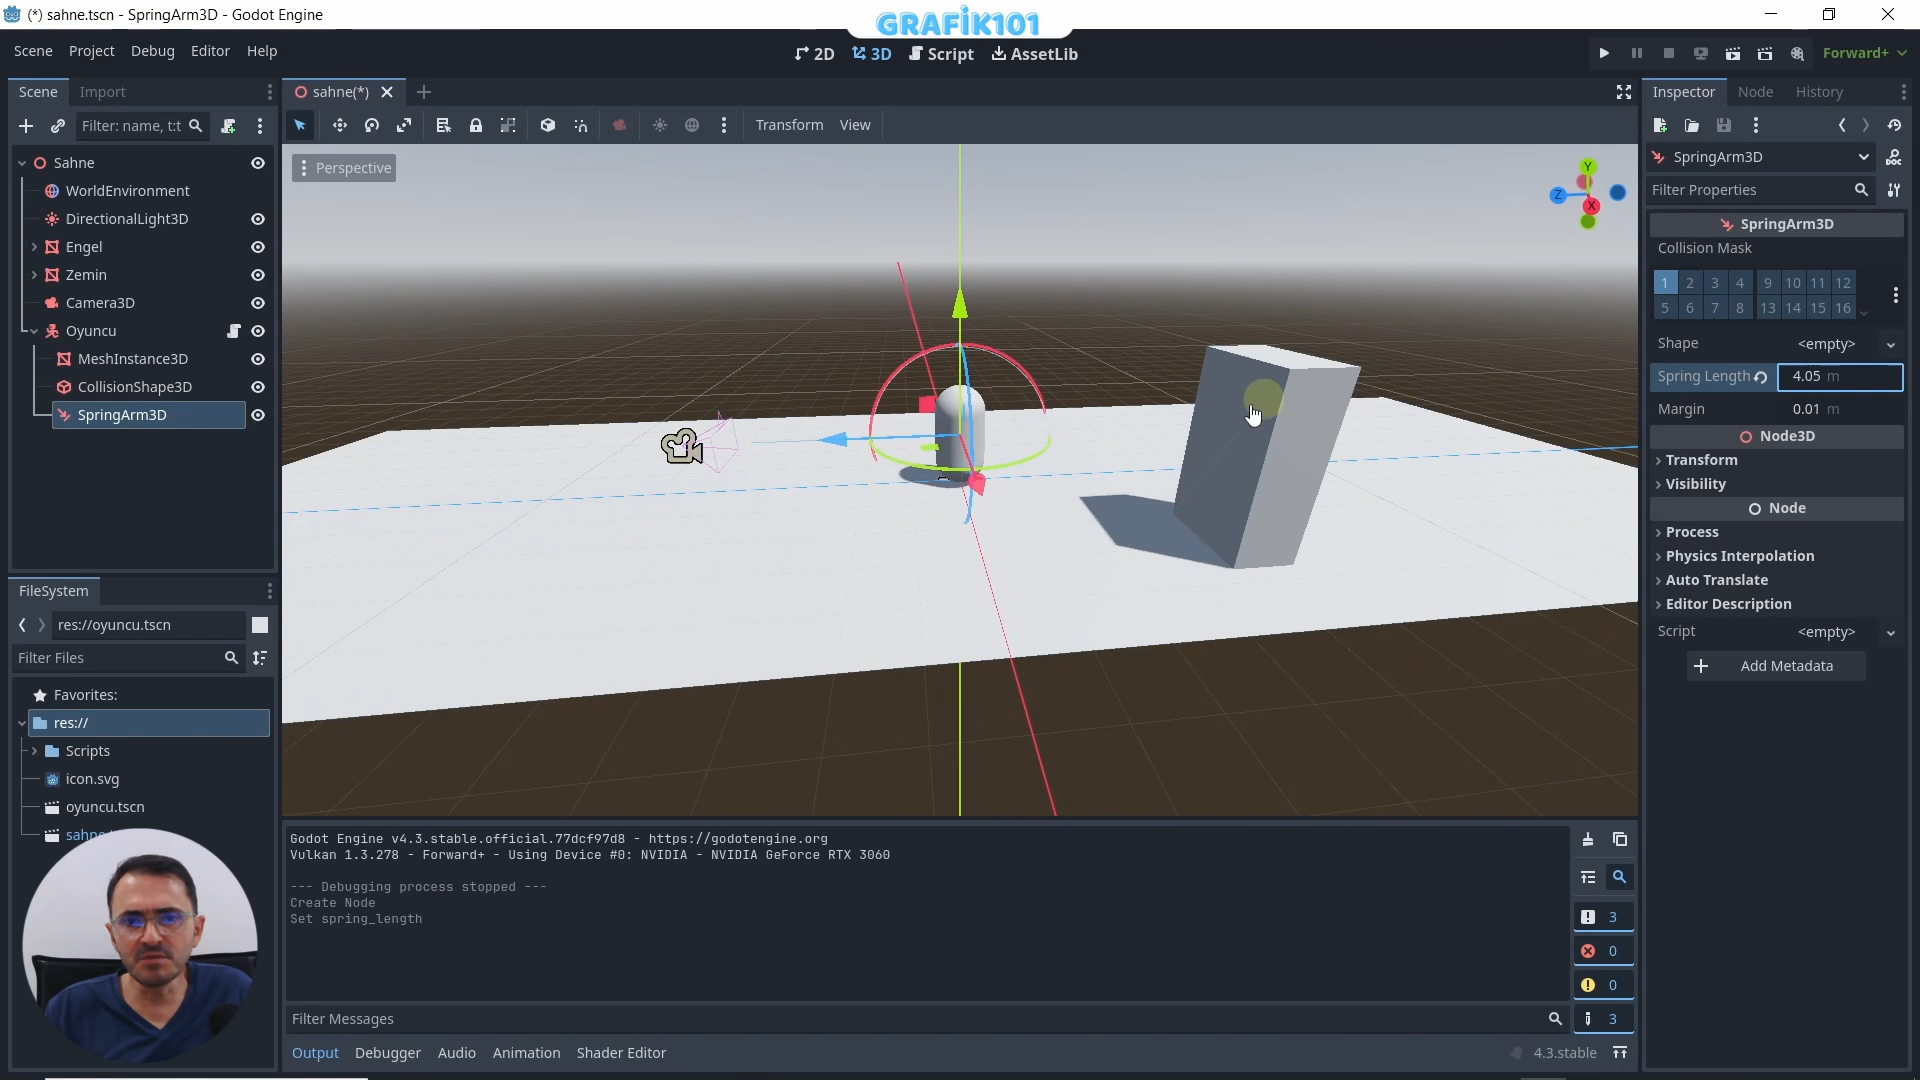 (*) sahne.tscn - SpringArm3D - Godot Engine
GRAFİK101
Scene Project Debug Editor Help
2D 3D Script AssetLib
Forward+
Scene Import
sahne(*)
Inspector Node History
Filter: name, t:t
Transform View
Sahne
WorldEnvironment
DirectionalLight3D
Engel
Zemin
Camera3D
Oyuncu
MeshInstance3D
CollisionShape3D
SpringArm3D
Perspective
Y
Z
X
SpringArm3D
Filter Properties
SpringArm3D
Collision Mask
1 2 3 4 9 10 11 12
5 6 7 8 13 14 15 16
Shape <empty>
Spring Length 4.05 m
Margin 0.01 m
Node3D
Transform
Visibility
Node
Process
Physics Interpolation
Auto Translate
Editor Description
Script <empty>
Add Metadata
FileSystem
res://oyuncu.tscn
Filter Files
Favorites:
res://
Scripts
icon.svg
oyuncu.tscn
Godot Engine v4.3.stable.official.77dcf97d8 - https://godotengine.org
Vulkan 1.3.278 - Forward+ - Using Device #0: NVIDIA - NVIDIA GeForce RTX 3060
--- Debugging process stopped ---
Create Node
Set spring_length
3
0
0
3
Filter Messages
Output Debugger Audio Animation Shader Editor
4.3.stable